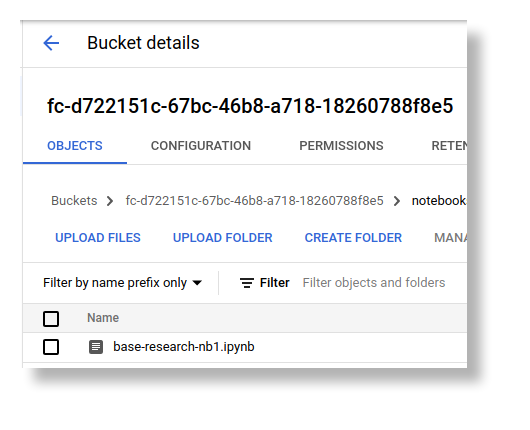 Bucket details
fc-d722151c-67bc-46b8-a718-18260788f8e5
OBJECTS CONFIGURATION PERMISSIONS RETEN
Buckets > fc-d722151c-67bc-46b8-a718-18260788f8e5 > notebook
UPLOAD FILES UPLOAD FOLDER CREATE FOLDER MANA
Filter by name prefix only Filter Filter objects and folders
Name
base-research-nb1.ipynb